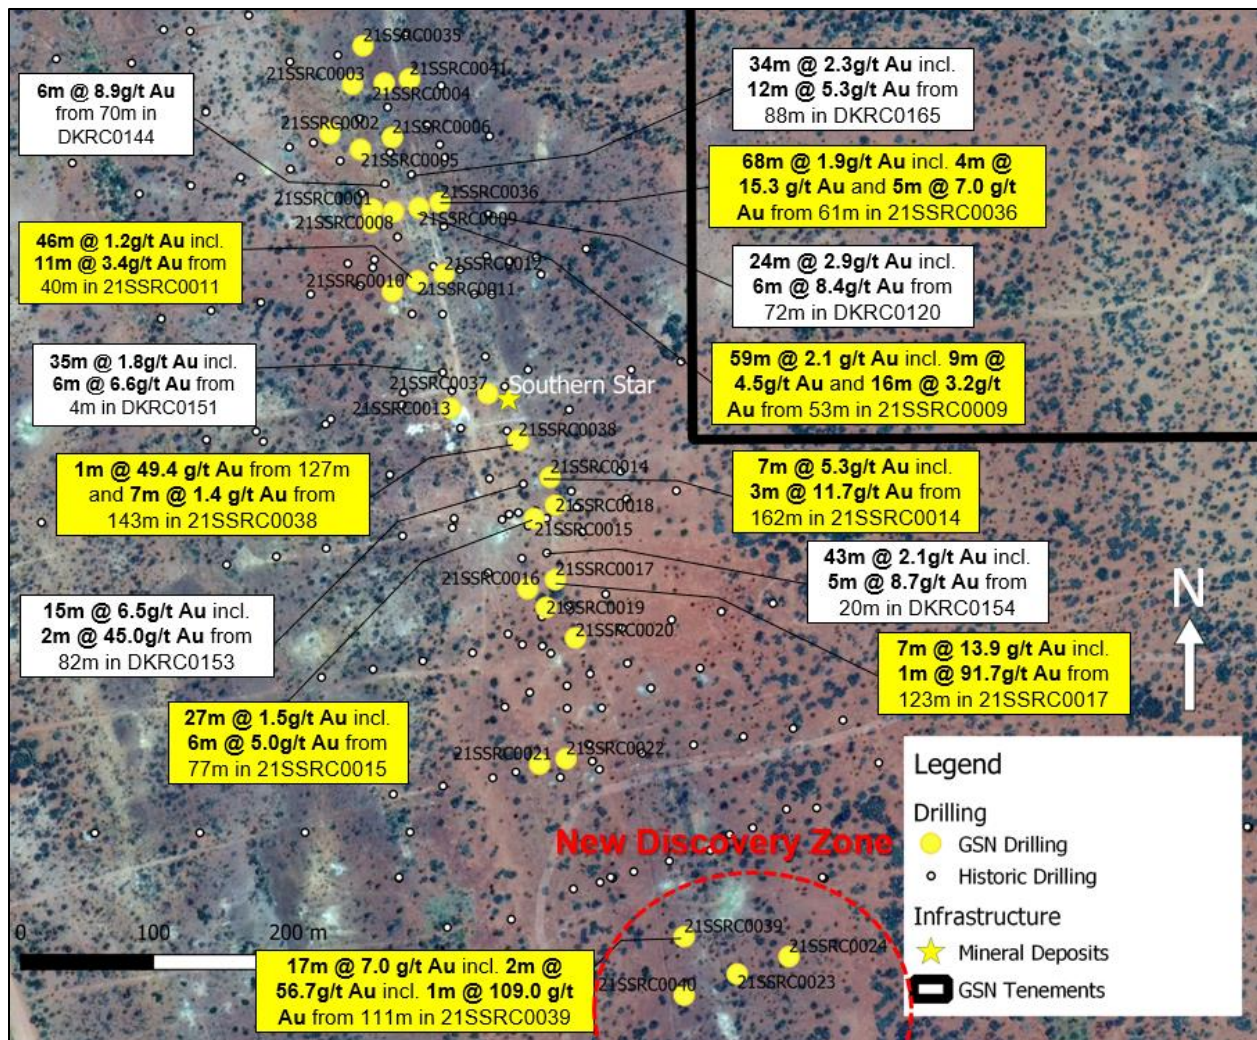 21SSRC0035
21SSRC0003
21SSRC0041
21SSRC0004
6m @ 8.9g/t Au
from 70m in
DKRC0144
34m @ 2.3g/t Au incl.
12m @ 5.3g/t Au from
88m in DKRC0165
21SSRC0002
21SSRC0006
21SSRC0005
68m @ 1.9g/t Au incl. 4m @
15.3 g/t Au and 5m @ 7.0 g/t
Au from 61m in 21SSRC0036
21SSRC0001
21SSRC0036
21SSRC0009
21SSRC0008
46m @ 1.2g/t Au incl.
11m @ 3.4g/t Au from
40m in 21SSRC0011
24m @ 2.9g/t Au incl.
6m @ 8.4g/t Au from
72m in DKRC0120
21SSRC0012
21SSRC0010
21SSRC0011
35m @ 1.8g/t Au incl.
6m @ 6.6g/t Au from
4m in DKRC0151
59m @ 2.1 g/t Au incl. 9m @
4.5g/t Au and 16m @ 3.2g/t
Au from 53m in 21SSRC0009
21SSRC0037
Southern Star
21SSRC0013
21SSRC0038
1m @ 49.4 g/t Au from 127m
and 7m @ 1.4 g/t Au from
143m in 21SSRC0038
21SSRC0014
7m @ 5.3g/t Au incl.
3m @ 11.7g/t Au from
162m in 21SSRC0014
21SSRC0018
21SSRC0015
43m @ 2.1g/t Au incl.
5m @ 8.7g/t Au from
20m in DKRC0154
21SSRC0017
21SSRC0016
21SSRC0019
21SSRC0020
N
15m @ 6.5g/t Au incl.
2m @ 45.0g/t Au from
82m in DKRC0153
7m @ 13.9 g/t Au incl.
1m @ 91.7g/t Au from
123m in 21SSRC0017
27m @ 1.5g/t Au incl.
6m @ 5.0g/t Au from
77m in 21SSRC0015
21SSRC0021
21SSRC0022
Legend
Drilling
GSN Drilling
Historic Drilling
Infrastructure
Mineral Deposits
GSN Tenements
New Discovery Zone
0 100 200 m
21SSRC0039
21SSRC0024
21SSRC0023
21SSRC0040
17m @ 7.0 g/t Au incl. 2m @
56.7g/t Au incl. 1m @ 109.0 g/t
Au from 111m in 21SSRC0039